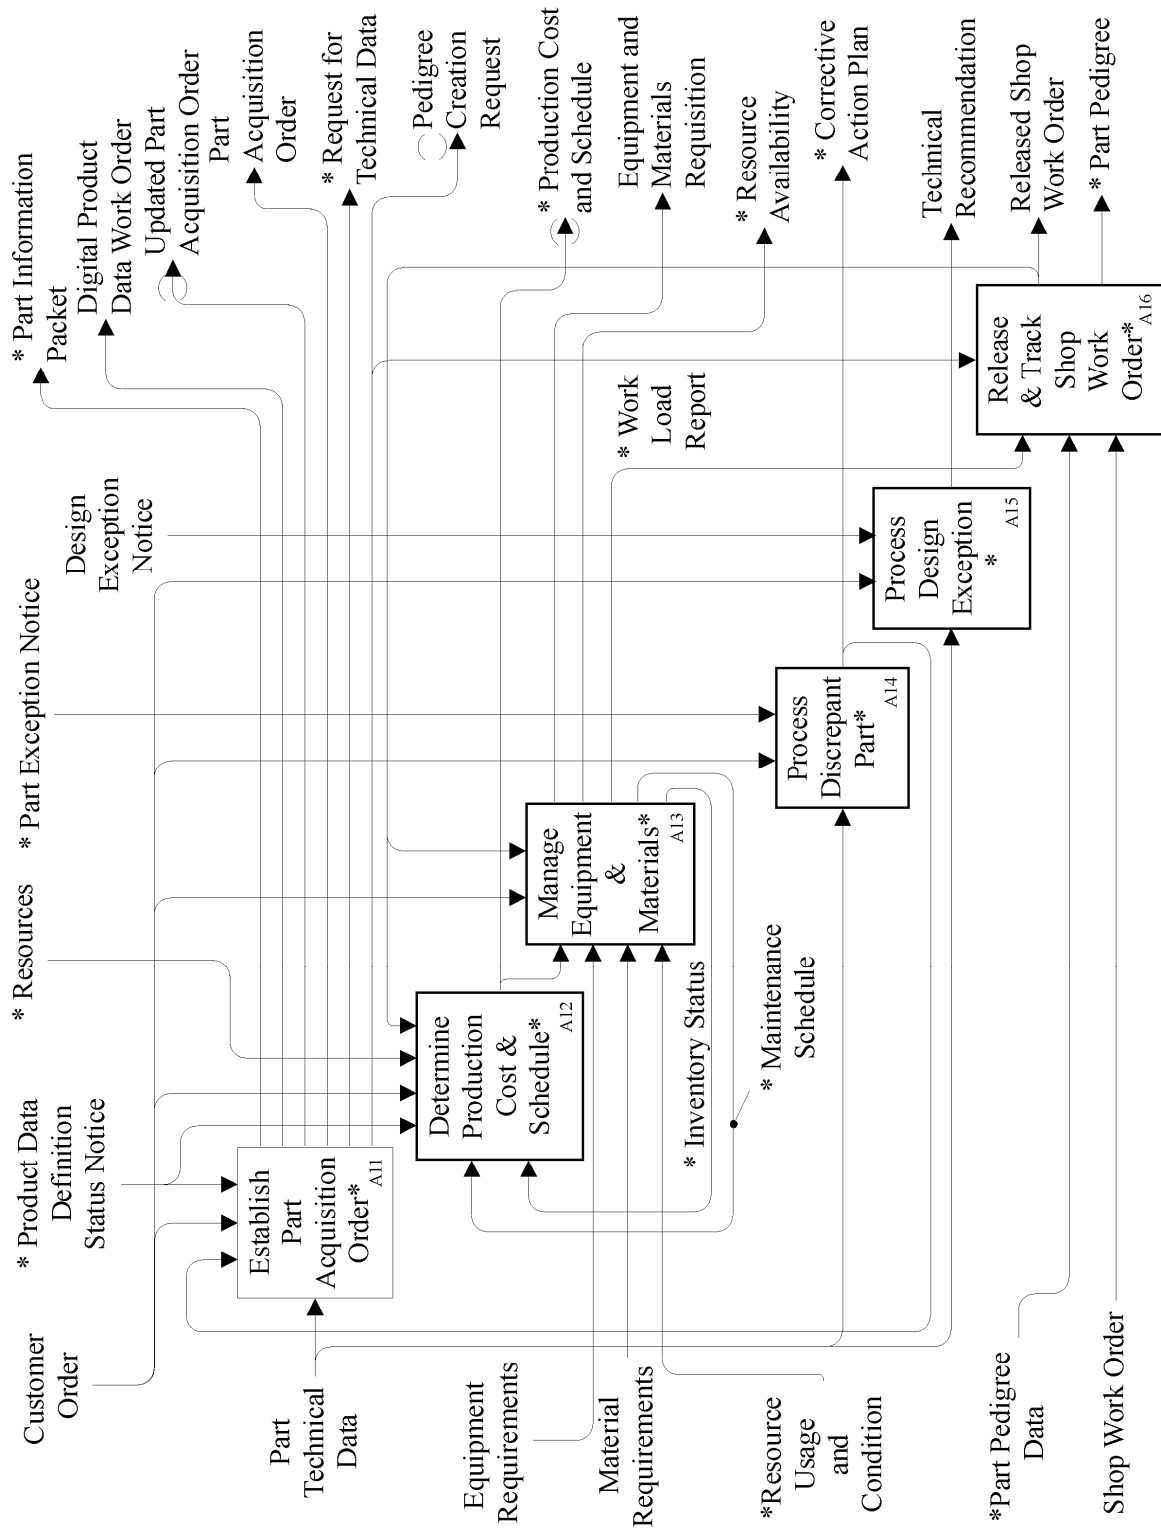 Customer
Order
* Product Data
Definition
Status Notice
* Resources
* Part Exception Notice
Design
Exception
Notice
* Part Information
Packet
Digital Product
Data Work Order
Updated Part
Acquisition Order
Part
Acquisition
Order
* Request for
Technical Data
Pedigree
Creation
Request
* Production Cost
and Schedule
Equipment and
Materials
Requisition
* Resource
Availability
* Corrective
Action Plan
Technical
Recommendation
Released Shop
Work Order
* Part Pedigree
Part
Technical
Data
Establish
Part
Acquisition
Order*
A11
Determine
Production
Cost &
Schedule*
A12
Manage
Equipment
&
Materials*
A13
* Work
Load
Report
Process
Discrepant
Part*
A14
Process
Design
Exception
*
A15
Release
& Track
Shop
Work
Order*
A16
* Inventory Status
* Maintenance
Schedule
Equipment
Requirements
Material
Requirements
*Resource
Usage
and
Condition
*Part Pedigree
Data
Shop Work Order